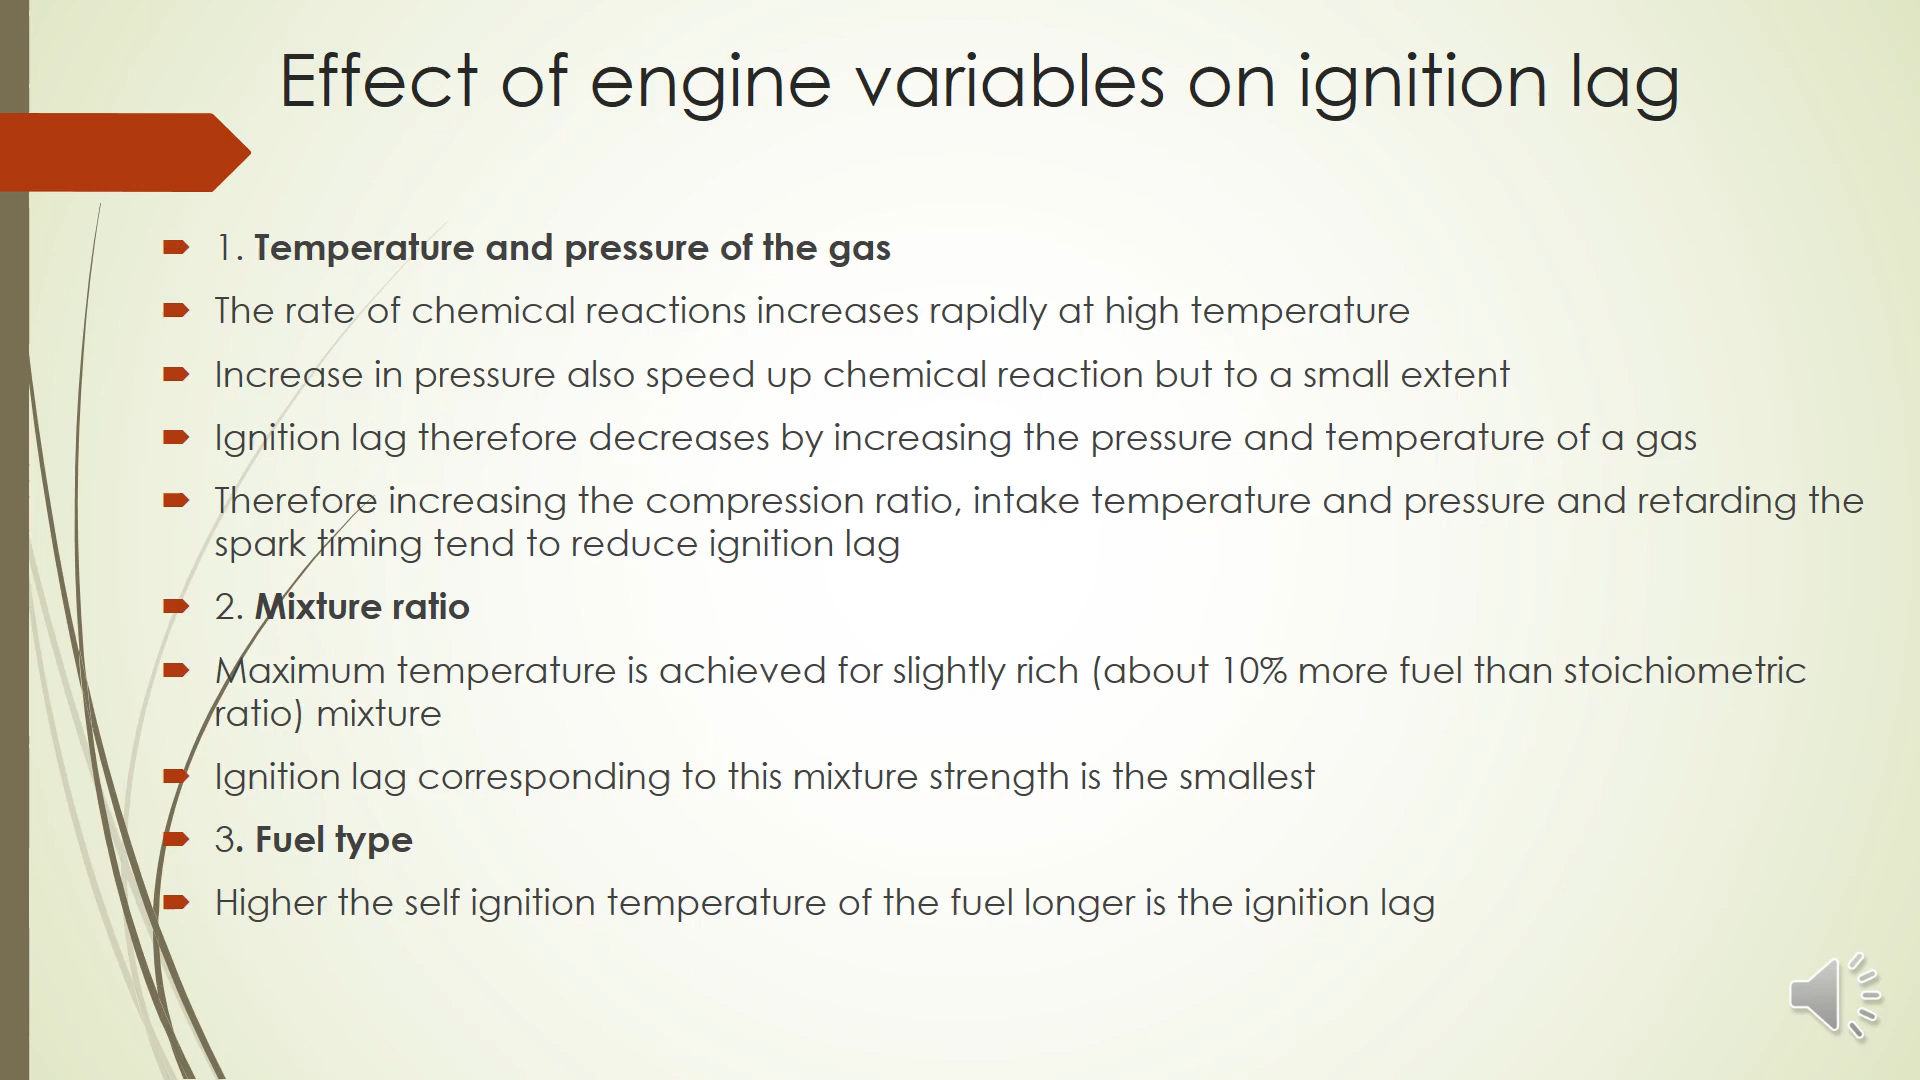 Effect of engine variables on ignition lag
1. Temperature and pressure of the gas
The rate of chemical reactions increases rapidly at high temperature
Increase in pressure also speed up chemical reaction but to a small extent
Ignition lag therefore decreases by increasing the pressure and temperature of a gas
Therefore increasing the compression ratio, intake temperature and pressure and retarding the
spark timing tend to reduce ignition lag
2. Mixture ratio
Maximum temperature is achieved for slightly rich (about 10% more fuel than stoichiometric
ratio) mixture
Ignition lag corresponding to this mixture strength is the smallest
3. Fuel type
Higher the self ignition temperature of the fuel longer is the ignition lag